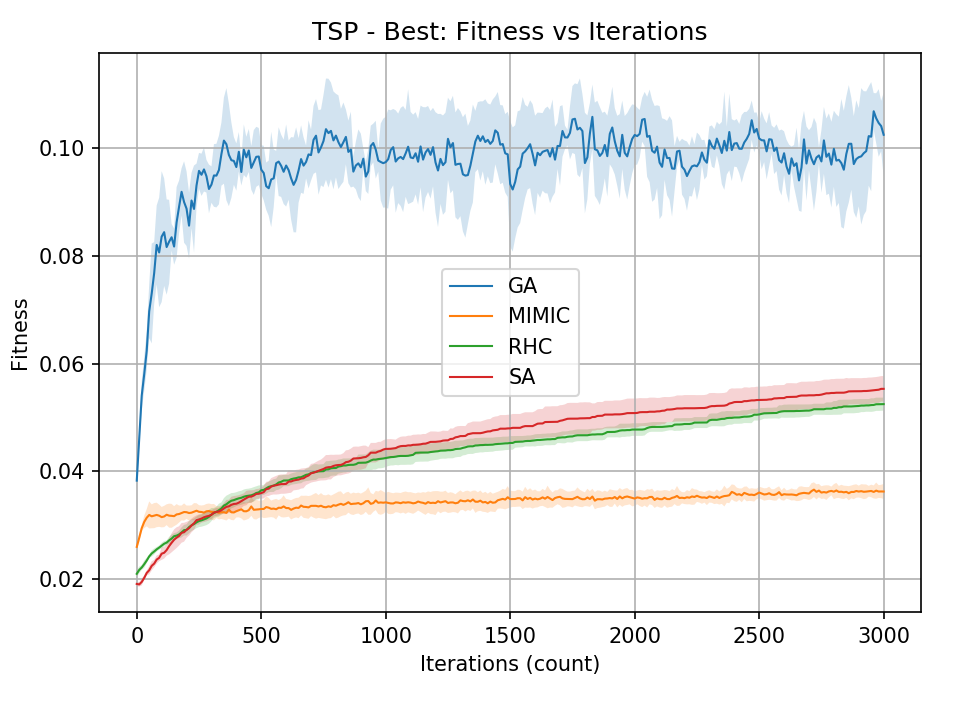 TSP - Best: Fitness vs Iterations
Fitness
0.10
0.08
0.06
0.04
0.02
GA
MIMIC
RHC
SA
0 500 1000 1500 2000 2500 3000
Iterations (count)